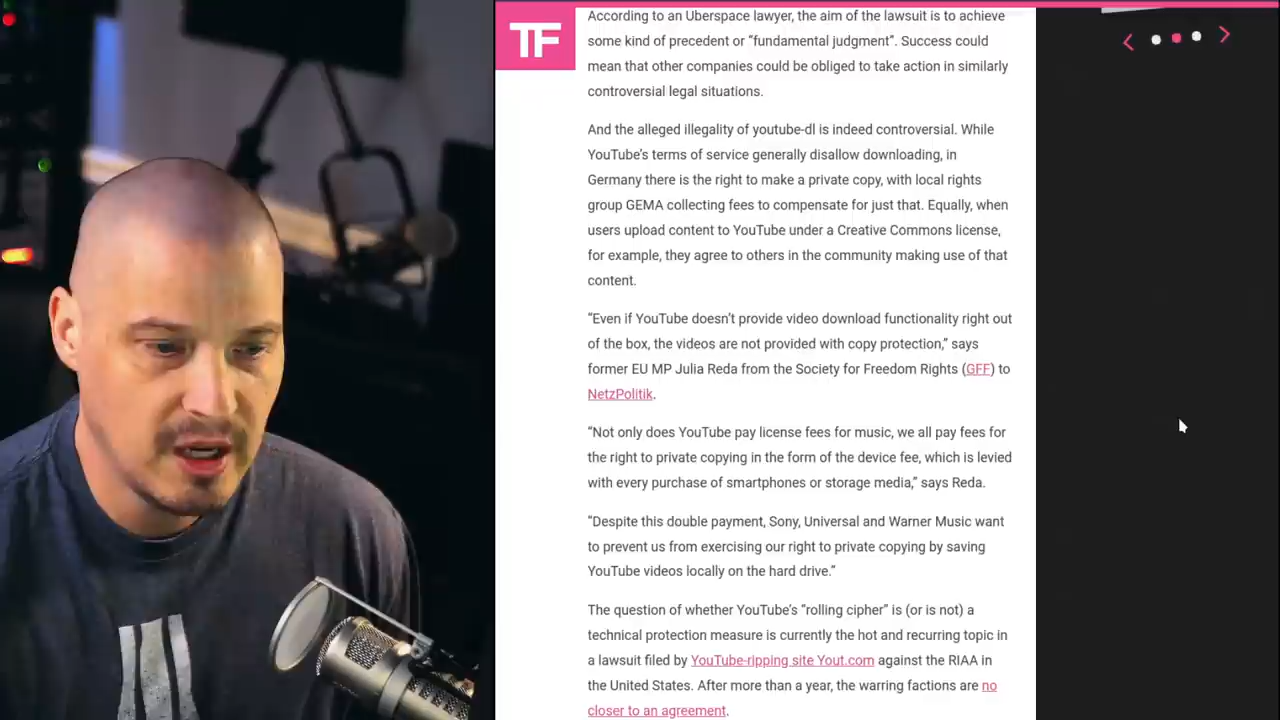 TF
According to an Uberspace lawyer, the aim of the lawsuit is to achieve
some kind of precedent or “fundamental judgment”. Success could
mean that other companies could be obliged to take action in similarly
controversial legal situations.
And the alleged illegality of youtube-dl is indeed controversial. While
YouTube’s terms of service generally disallow downloading, in
Germany there is the right to make a private copy, with local rights
group GEMA collecting fees to compensate for just that. Equally, when
users upload content to YouTube under a Creative Commons license,
for example, they agree to others in the community making use of that
content.
“Even if YouTube doesn’t provide video download functionality right out
of the box, the videos are not provided with copy protection,” says
former EU MP Julia Reda from the Society for Freedom Rights (GFF) to
NetzPolitik.
“Not only does YouTube pay license fees for music, we all pay fees for
the right to private copying in the form of the device fee, which is levied
with every purchase of smartphones or storage media,” says Reda.
“Despite this double payment, Sony, Universal and Warner Music want
to prevent us from exercising our right to private copying by saving
YouTube videos locally on the hard drive.”
The question of whether YouTube’s “rolling cipher” is (or is not) a
technical protection measure is currently the hot and recurring topic in
a lawsuit filed by YouTube-ripping site Yout.com against the RIAA in
the United States. After more than a year, the warring factions are no
closer to an agreement.